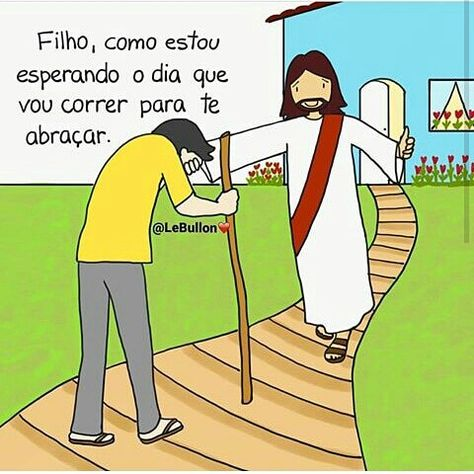 Filho, como estou
esperando o dia que
vou correr para te
abraçar.
@LeBullon❤️